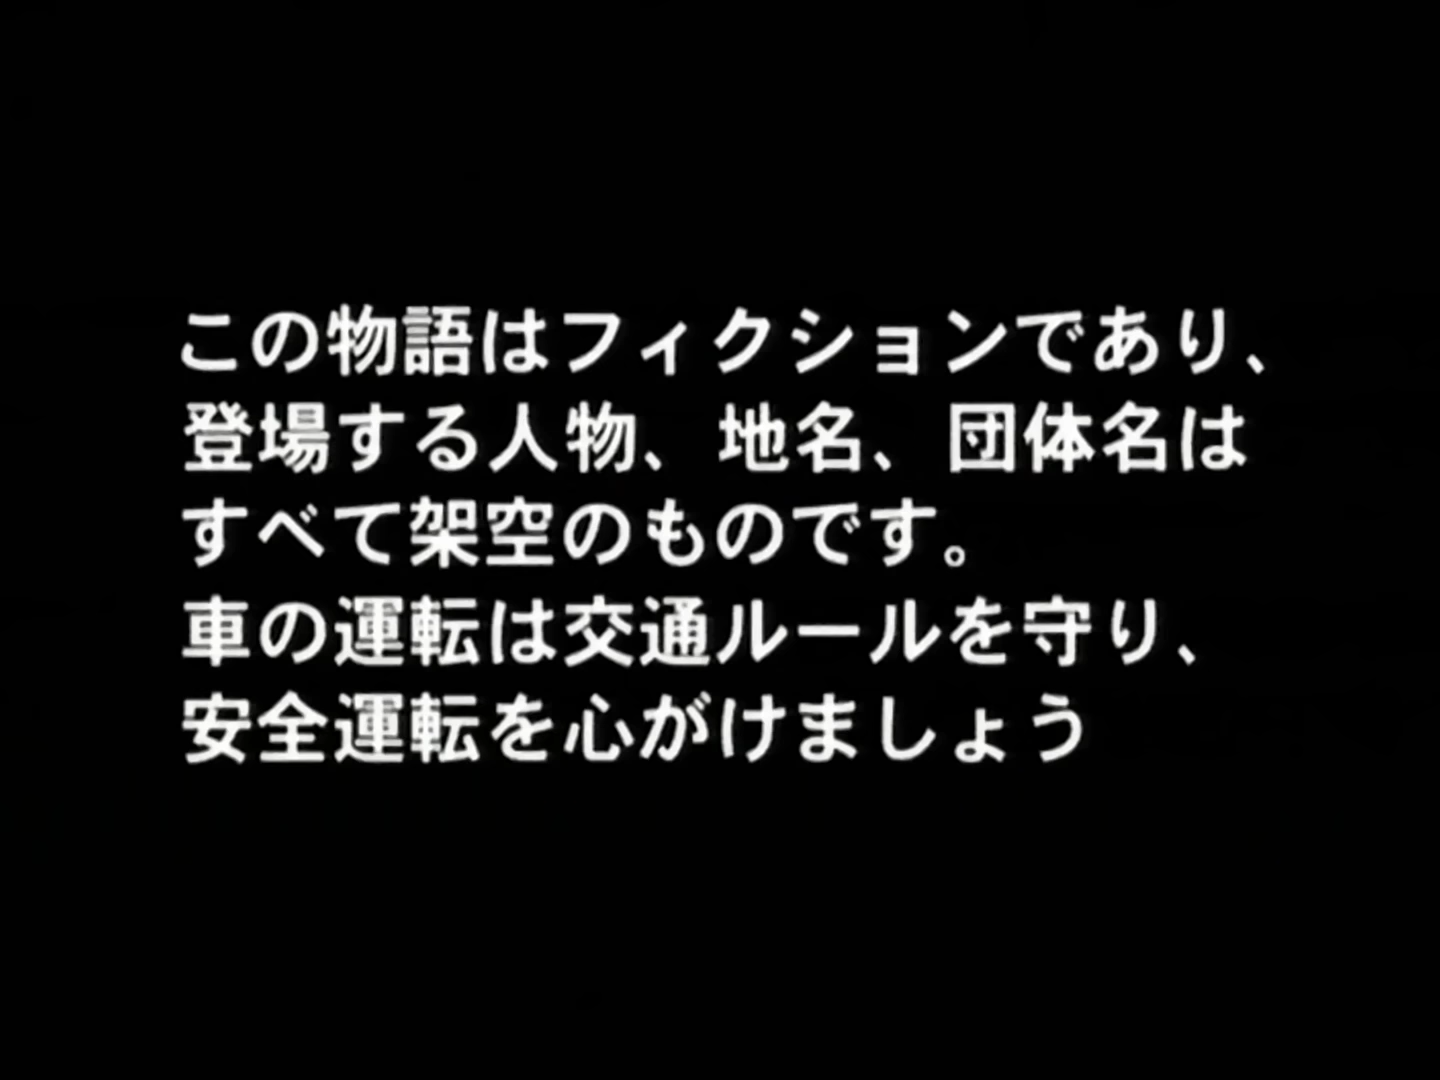 この物語はフィクションであり、
登場する人物、地名、団体名は
すべて架空のものです。
車の運転は交通ルールを守り、
安全運転を心がけましょう